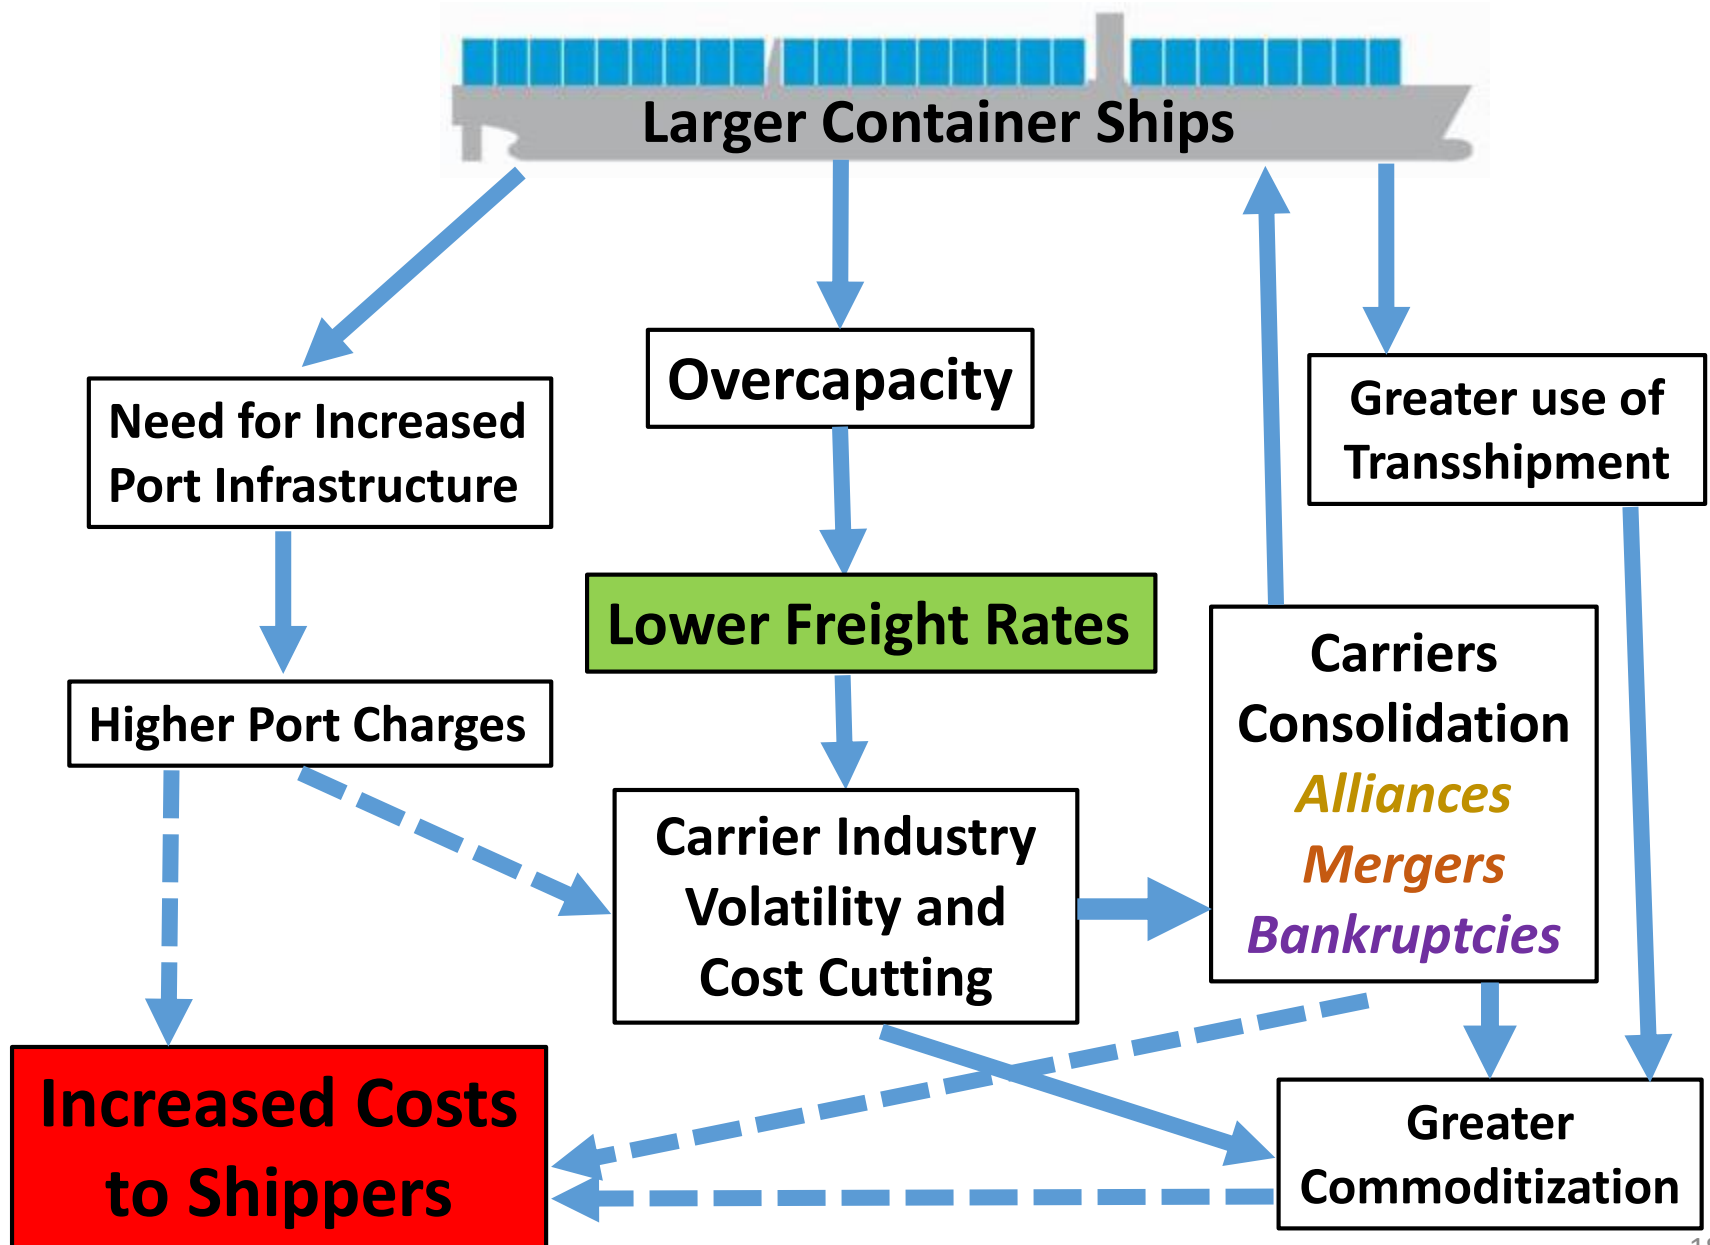 Larger Container Ships
Overcapacity
Need for Increased
Port Infrastructure
Greater use of
Transshipment
Lower Freight Rates
Higher Port Charges
Carriers
Consolidation
Alliances
Mergers
Bankruptcies
Carrier Industry
Volatility and
Cost Cutting
Increased Costs
to Shippers
Greater
Commoditization